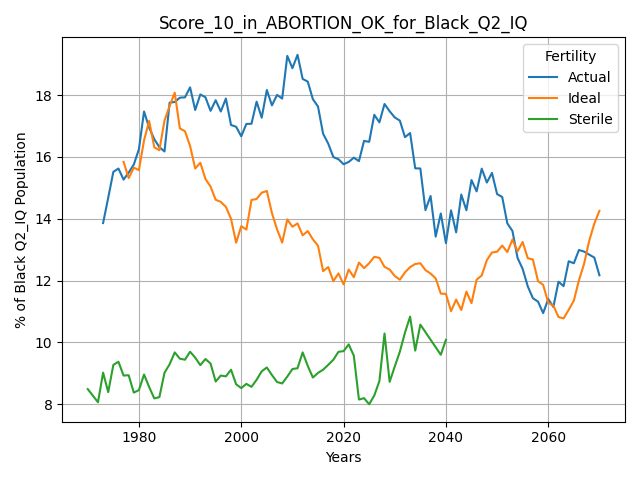 Score_10_in_ABORTION_OK_for_Black_Q2_IQ
Fertility
Actual
Ideal
Sterile
% of Black Q2_IQ Population
18
16
14
12
10
8
1980
2000
2020
2040
2060
Years